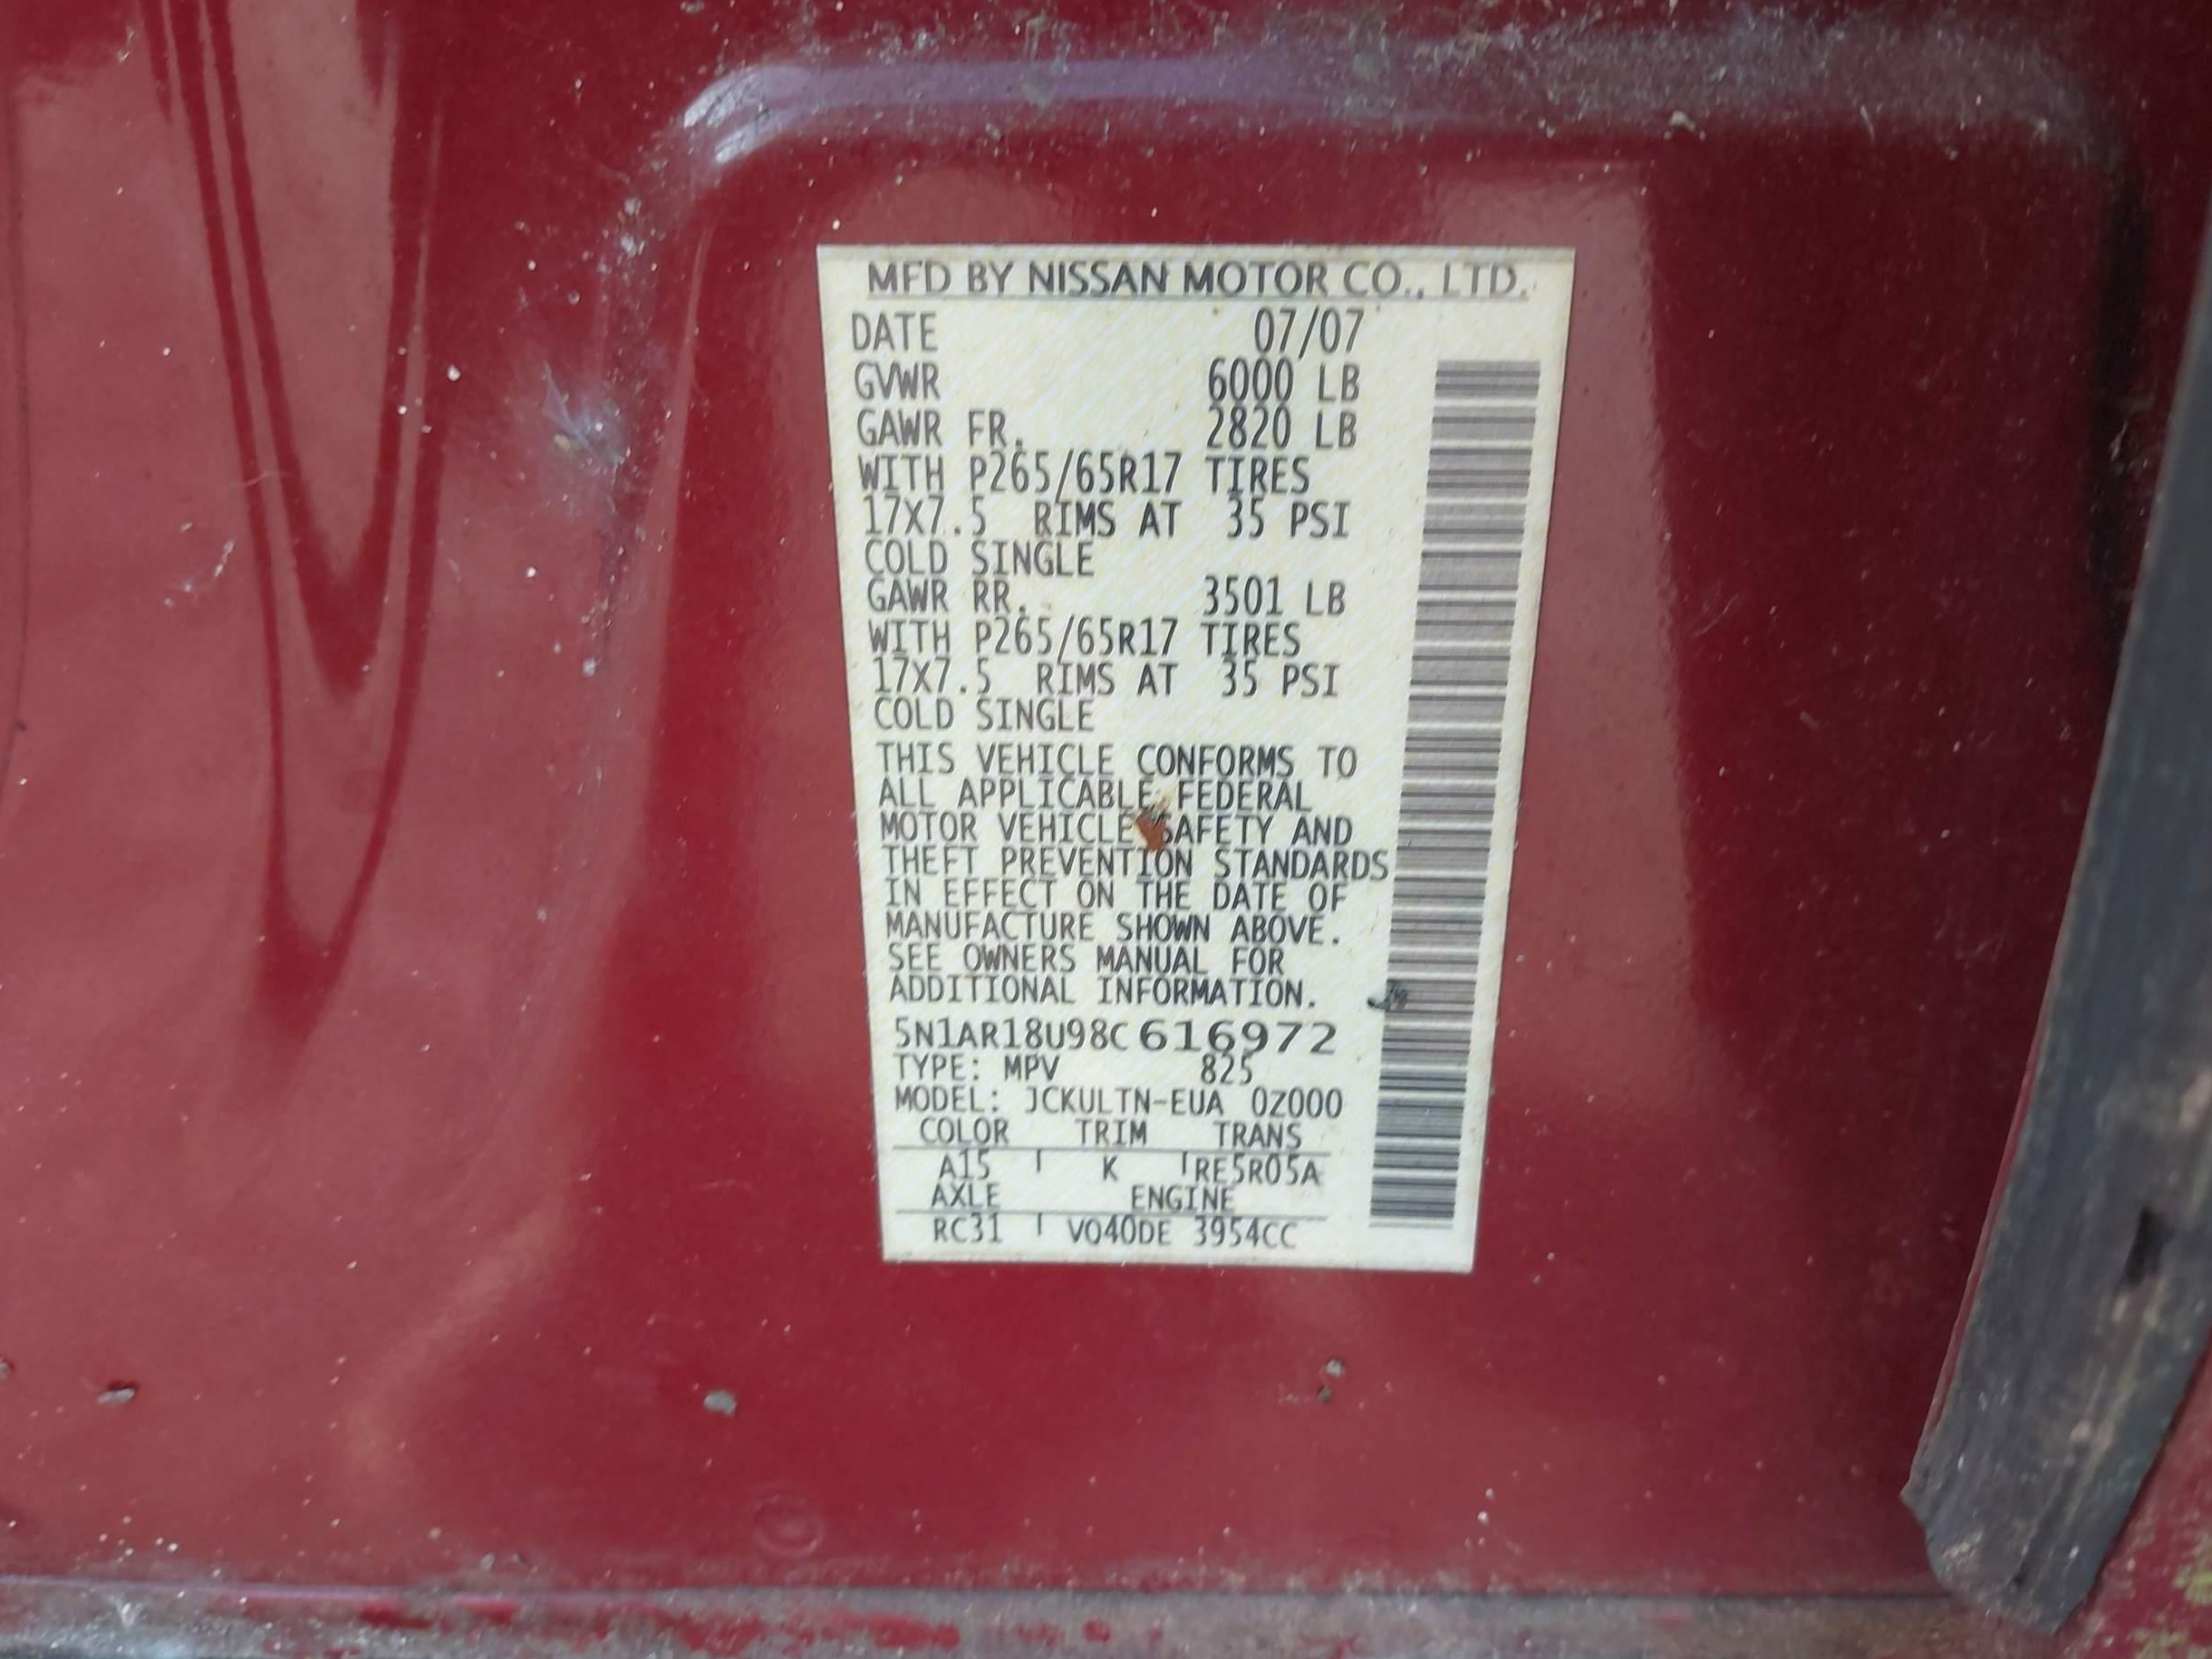 MFD BY NISSAN MOTOR CO., LTD.
DATE 07/07
GVWR 6000 LB
GAWR FR. 2820 LB
WITH P265/65R17 TIRES
17X7.5 RIMS AT 35 PSI
COLD SINGLE
GAWR RR. 3501 LB
WITH P265/65R17 TIRES
17X7.5 RIMS AT 35 PSI
COLD SINGLE
THIS VEHICLE CONFORMS TO
ALL APPLICABLE FEDERAL
MOTOR VEHICLE SAFETY AND
THEFT PREVENTION STANDARDS
IN EFFECT ON THE DATE OF
MANUFACTURE SHOWN ABOVE.
SEE OWNERS MANUAL FOR
ADDITIONAL INFORMATION.
5N1AR18U98C616972
TYPE: MPV 825
MODEL: JCKULTN-EUA 0Z000
COLOR TRIM TRANS
A15 K RE5R05A
AXLE ENGINE
RC31 VQ40DE 3954CC